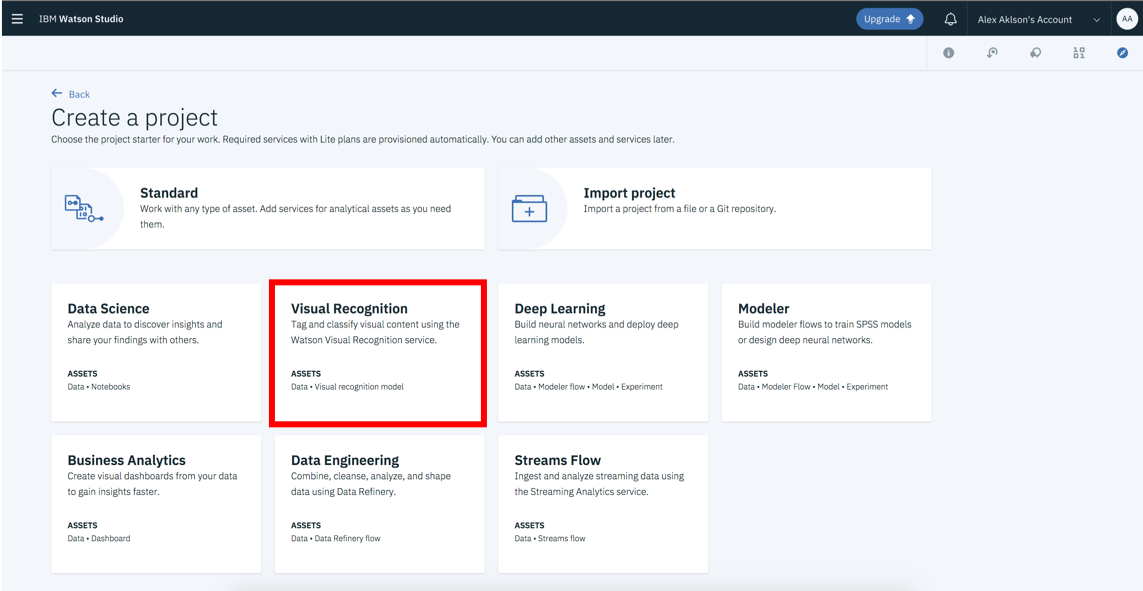 IBM Watson Studio
Upgrade
Alex Aklson's Account
AA
Back
Create a project
Choose the project starter for your work. Required services with Lite plans are provisioned automatically. You can add other assets and services later.
Standard
Work with any type of asset. Add services for analytical assets as you need
them.
Import project
Import a project from a file or a Git repository.
Data Science
Analyze data to discover insights and
share your findings with others.
ASSETS
Data • Notebooks
Visual Recognition
Tag and classify visual content using the
Watson Visual Recognition service.
ASSETS
Data • Visual recognition model
Deep Learning
Build neural networks and deploy deep
learning models.
ASSETS
Data • Modeler flow • Model • Experiment
Modeler
Build modeler flows to train SPSS models
or design deep neural networks.
ASSETS
Data • Modeler Flow • Model • Experiment
Business Analytics
Create visual dashboards from your data
to gain insights faster.
ASSETS
Data • Dashboard
Data Engineering
Combine, cleanse, analyze, and shape
data using Data Refinery.
ASSETS
Data • Data Refinery flow
Streams Flow
Ingest and analyze streaming data using
the Streaming Analytics service.
ASSETS
Data • Streams flow